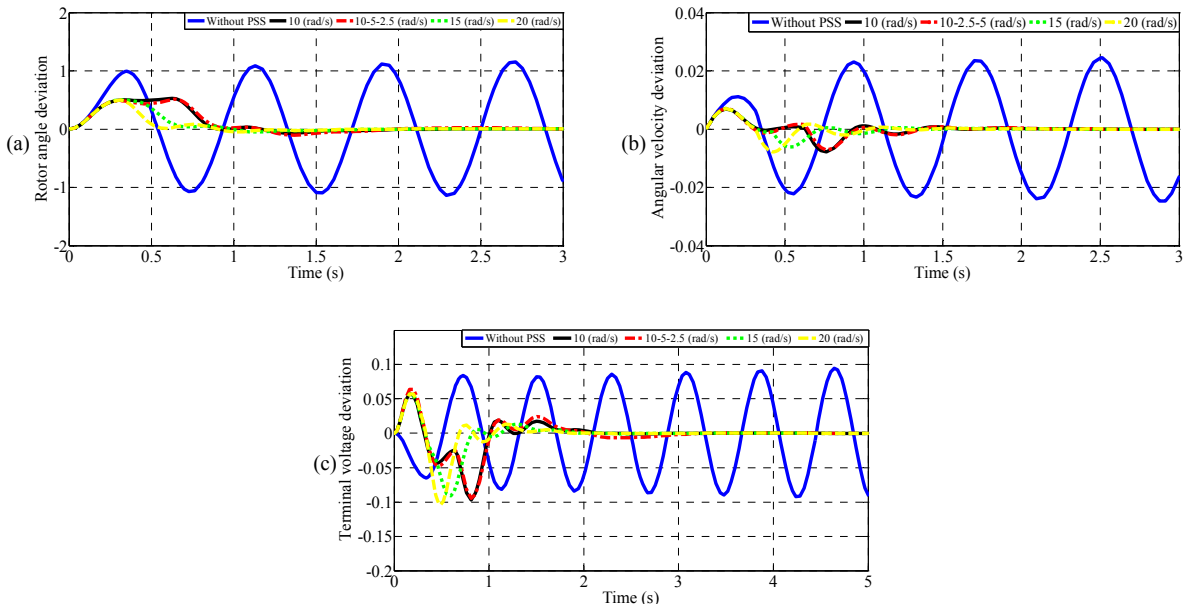 Without PSS 10 (rad/s) 10-5-2.5 (rad/s) 15 (rad/s) 20 (rad/s)
2
1
0
-1
-2
Rotor angle deviation
(a)
0 0.5 1 1.5 2 2.5 3
Time (s)
Without PSS 10 (rad/s) 10-2.5-5 (rad/s) 15 (rad/s) 20 (rad/s)
0.04
0.02
0
-0.02
-0.04
Angular velocity deviation
(b)
0 0.5 1 1.5 2 2.5 3
Time (s)
Without PSS 10 (rad/s) 10-5-2.5 (rad/s) 15 (rad/s) 20 (rad/s)
0.1
0.05
0
-0.05
-0.1
-0.15
-0.2
Terminal voltage deviation
(c)
0 1 2 3 4 5
Time (s)